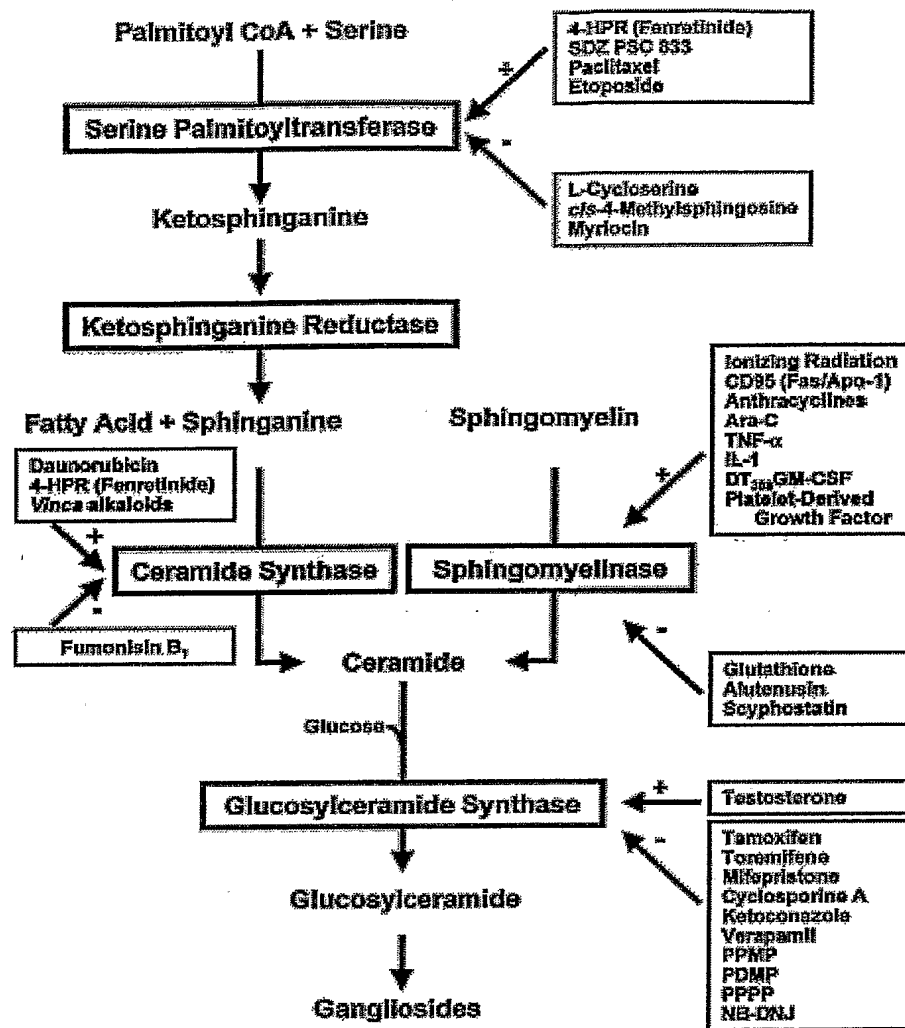 Palmitoyl CoA + Serine
4-HPR (Fenretinide)
SDZ PSC 833
Paclitaxel
Etoposide
+
Serine Palmitoyltransferase
-
L-Cycloserine
cis-4-Methylsphingosine
Myriocin
Ketosphinganine
Ketosphinganine Reductase
Ionizing Radiation
CD95 (Fas/Apo-1)
Anthracyclines
Ara-C
TNF-α
IL-1
DT₃₈₈GM-CSF
Platelet-Derived
Growth Factor
+
Fatty Acid + Sphinganine
Sphingomyelin
Daunorubicin
4-HPR (Fenretinide)
Vinca alkaloids
+
Ceramide Synthase
Sphingomyelinase
-
Fumonisin B₁
Ceramide
-
Glutathione
Alutenusin
Scyphostatin
Glucose
Glucosylceramide Synthase
+
Testosterone
-
Tamoxifen
Toremifene
Mifepristone
Cyclosporine A
Ketoconazole
Verapamil
PPMP
PDMP
PPPP
NB-DNJ
Glucosylceramide
Gangliosides